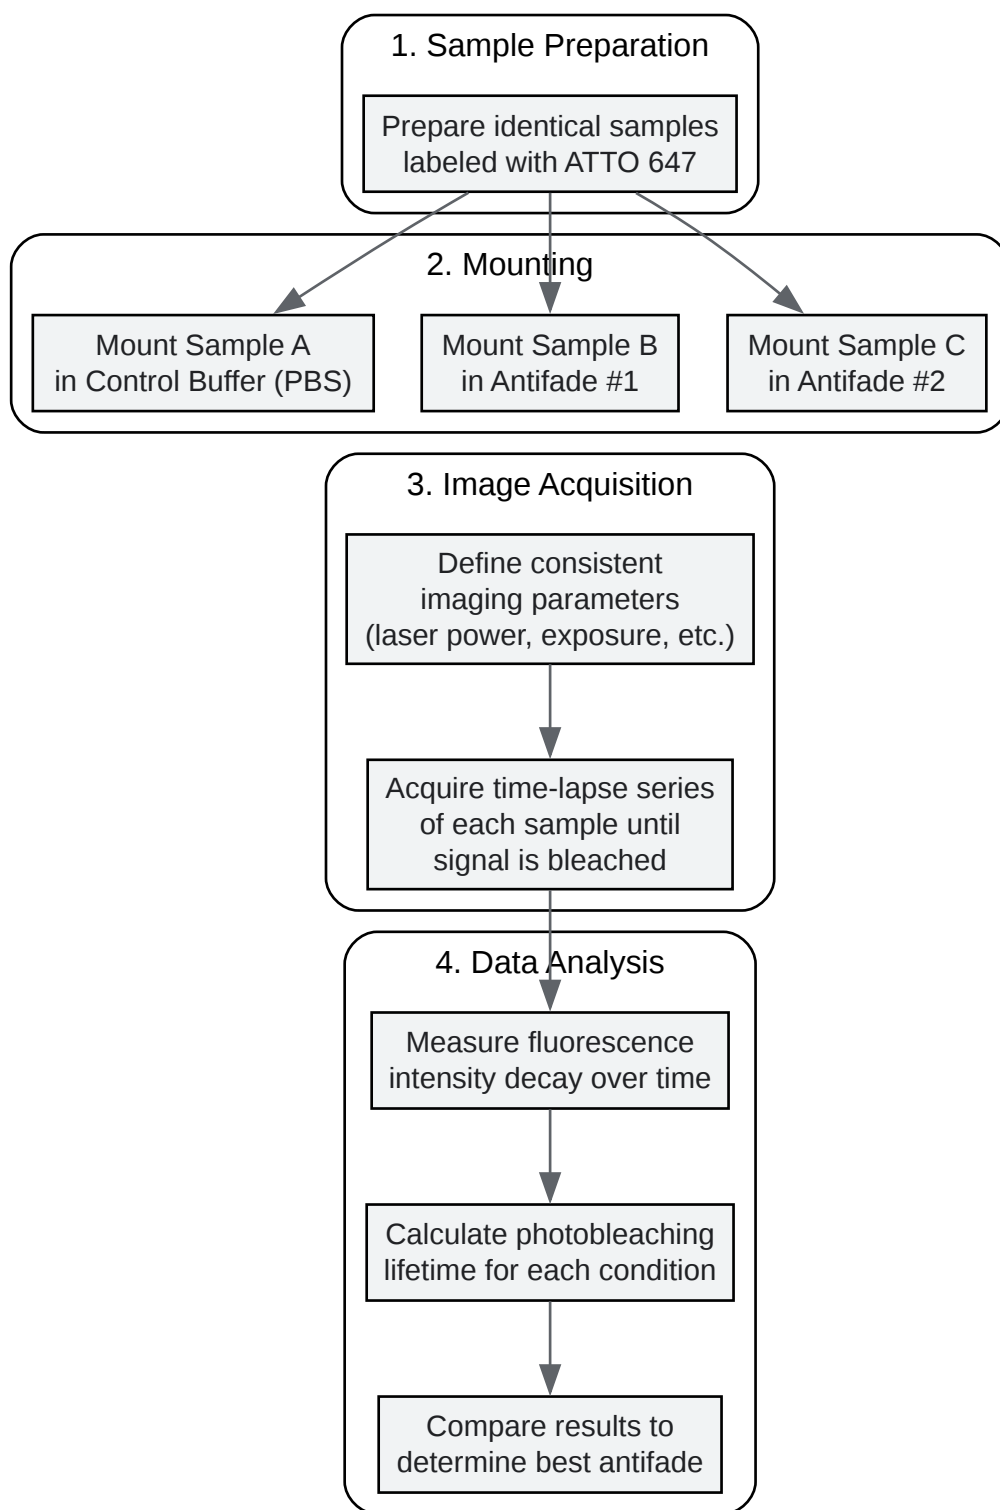 1. Sample Preparation
Prepare identical samples
labeled with ATTO 647
2. Mounting
Mount Sample A
in Control Buffer (PBS)
Mount Sample B
in Antifade #1
Mount Sample C
in Antifade #2
3. Image Acquisition
Define consistent
imaging parameters
(laser power, exposure, etc.)
Acquire time-lapse series
of each sample until
signal is bleached
4. Data Analysis
Measure fluorescence
intensity decay over time
Calculate photobleaching
lifetime for each condition
Compare results to
determine best antifade